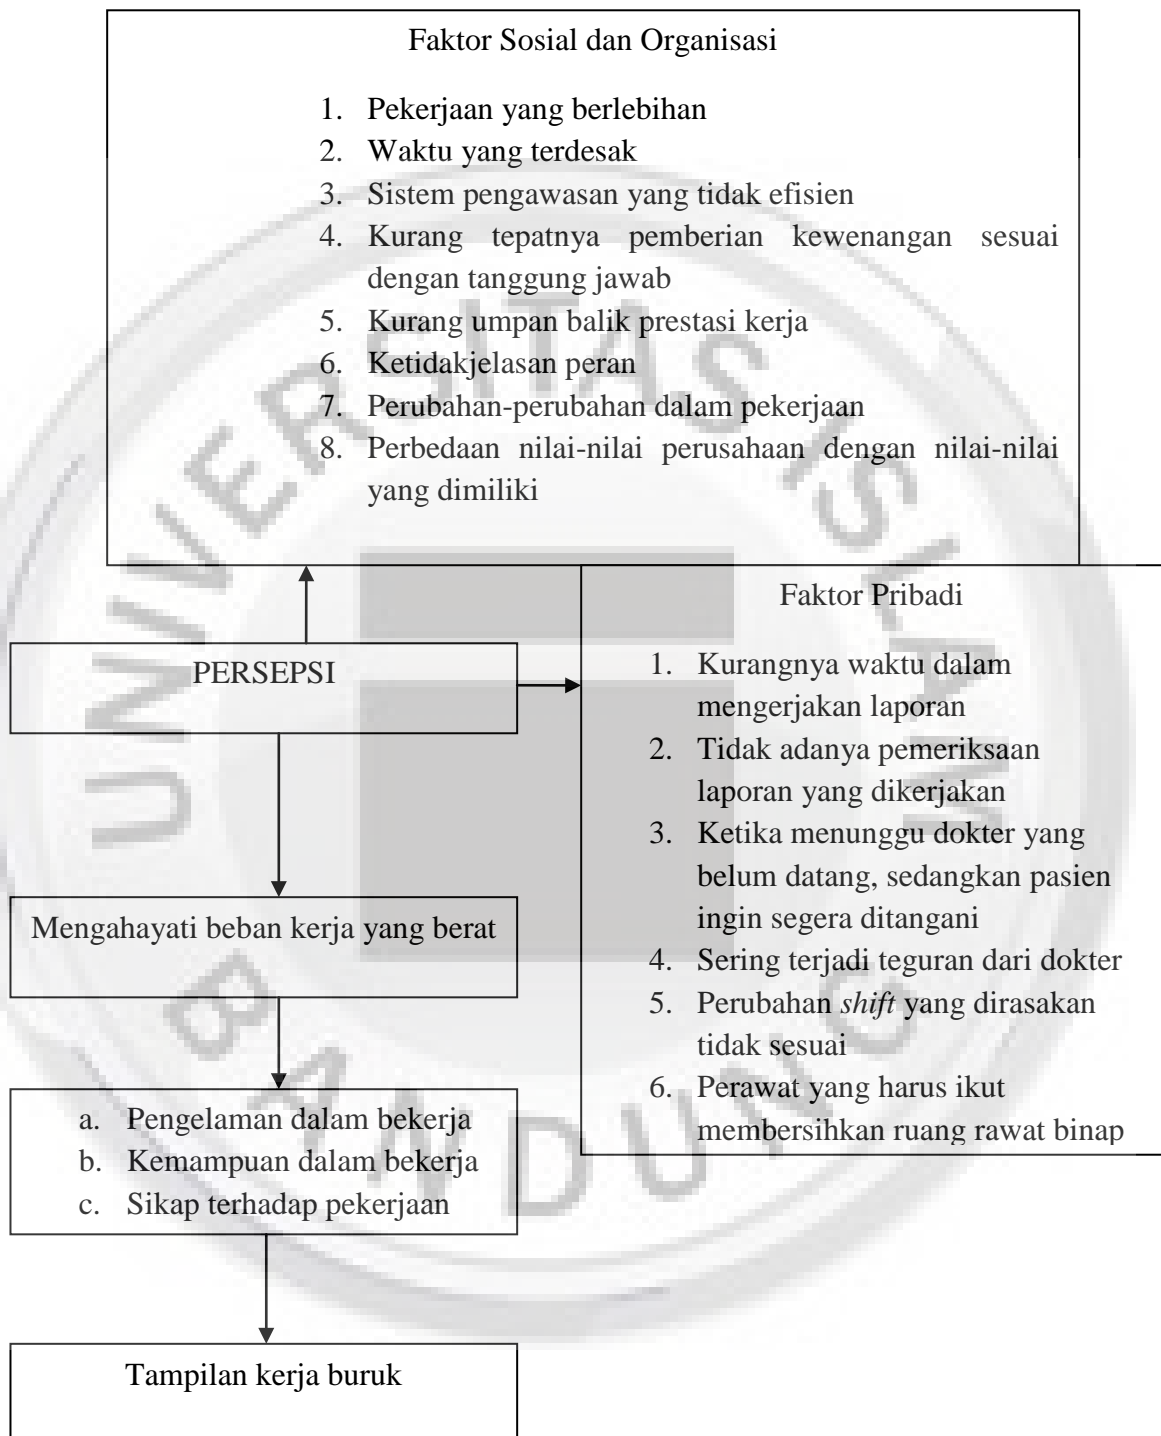 Faktor Sosial dan Organisasi
1. Pekerjaan yang berlebihan
2. Waktu yang terdesak
3. Sistem pengawasan yang tidak efisien
4. Kurang tepatnya pemberian kewenangan sesuai
dengan tanggung jawab
5. Kurang umpan balik prestasi kerja
6. Ketidakjelasan peran
7. Perubahan-perubahan dalam pekerjaan
8. Perbedaan nilai-nilai perusahaan dengan nilai-nilai
yang dimiliki
Faktor Pribadi
1. Kurangnya waktu dalam
mengerjakan laporan
2. Tidak adanya pemeriksaan
laporan yang dikerjakan
3. Ketika menunggu dokter yang
belum datang, sedangkan pasien
ingin segera ditangani
4. Sering terjadi teguran dari dokter
5. Perubahan shift yang dirasakan
tidak sesuai
6. Perawat yang harus ikut
membersihkan ruang rawat binap
PERSEPSI
Mengahayati beban kerja yang berat
a. Pengelaman dalam bekerja
b. Kemampuan dalam bekerja
c. Sikap terhadap pekerjaan
Tampilan kerja buruk
UNIVERSITAS ISLAM
BANDUNG